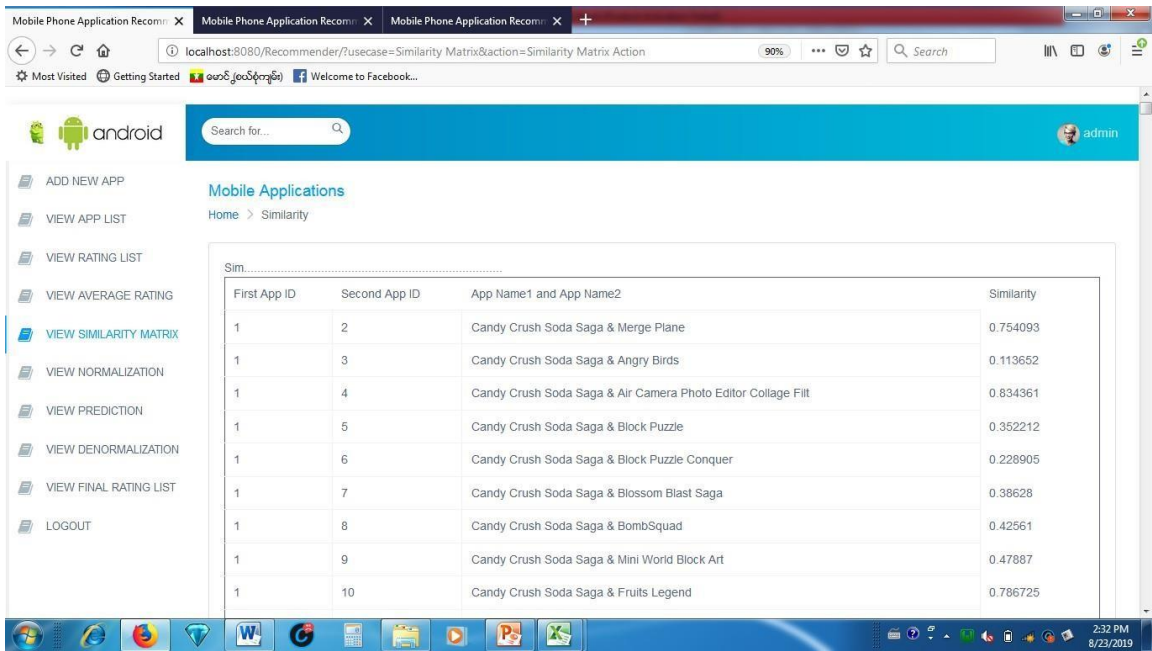 Mobile Phone Application Recomm
Mobile Phone Application Recomm
Mobile Phone Application Recomm
localhost:8080/Recommender/?usecase=Similarity Matrix&action=Similarity Matrix Action
90%
Search
Most Visited
Getting Started
Welcome to Facebook...
android
Search for...
admin
ADD NEW APP
VIEW APP LIST
VIEW RATING LIST
VIEW AVERAGE RATING
VIEW SIMILARITY MATRIX
VIEW NORMALIZATION
VIEW PREDICTION
VIEW DENORMALIZATION
VIEW FINAL RATING LIST
LOGOUT
Mobile Applications
Home > Similarity
Sim..............................................................................
First App ID Second App ID App Name1 and App Name2 Similarity
1 2 Candy Crush Soda Saga & Merge Plane 0.754093
1 3 Candy Crush Soda Saga & Angry Birds 0.113652
1 4 Candy Crush Soda Saga & Air Camera Photo Editor Collage Filt 0.834361
1 5 Candy Crush Soda Saga & Block Puzzle 0.352212
1 6 Candy Crush Soda Saga & Block Puzzle Conquer 0.228905
1 7 Candy Crush Soda Saga & Blossom Blast Saga 0.38628
1 8 Candy Crush Soda Saga & BombSquad 0.42561
1 9 Candy Crush Soda Saga & Mini World Block Art 0.47887
1 10 Candy Crush Soda Saga & Fruits Legend 0.786725
2:32 PM
8/23/2019